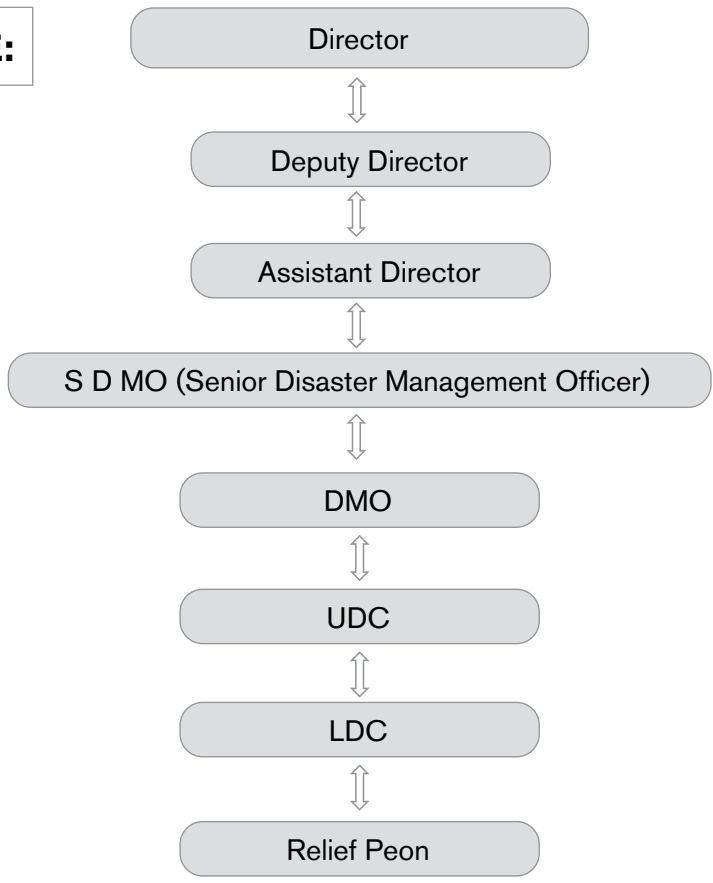 E:
Director
Deputy Director
Assistant Director
S D MO (Senior Disaster Management Officer)
DMO
UDC
LDC
Relief Peon